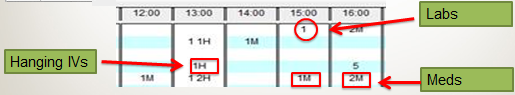 12:00 13:00 14:00 15:00 16:00
Labs
1 2M
1 1H 1M
Hanging IVs
1H 5
1M 1 2H 1M 2M
Meds